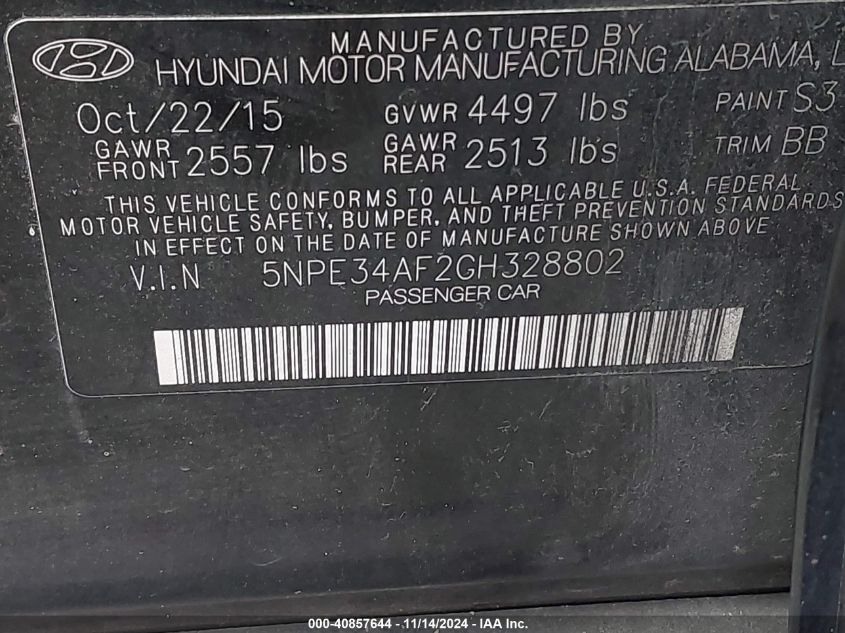 MANUFACTURED BY
HYUNDAI MOTOR MANUFACTURING ALABAMA, L
Oct/22/15 GVWR 4497 lbs PAINT S3
GAWR FRONT 2557 lbs GAWR REAR 2513 lbs TRIM BB
THIS VEHICLE CONFORMS TO ALL APPLICABLE U.S.A. FEDERAL
MOTOR VEHICLE SAFETY, BUMPER, AND THEFT PREVENTION STANDARDS
IN EFFECT ON THE DATE OF MANUFACTURE SHOWN ABOVE
V.I.N 5NPE34AF2GH328802
PASSENGER CAR
000-40857644 - 11/14/2024 - IAA Inc.